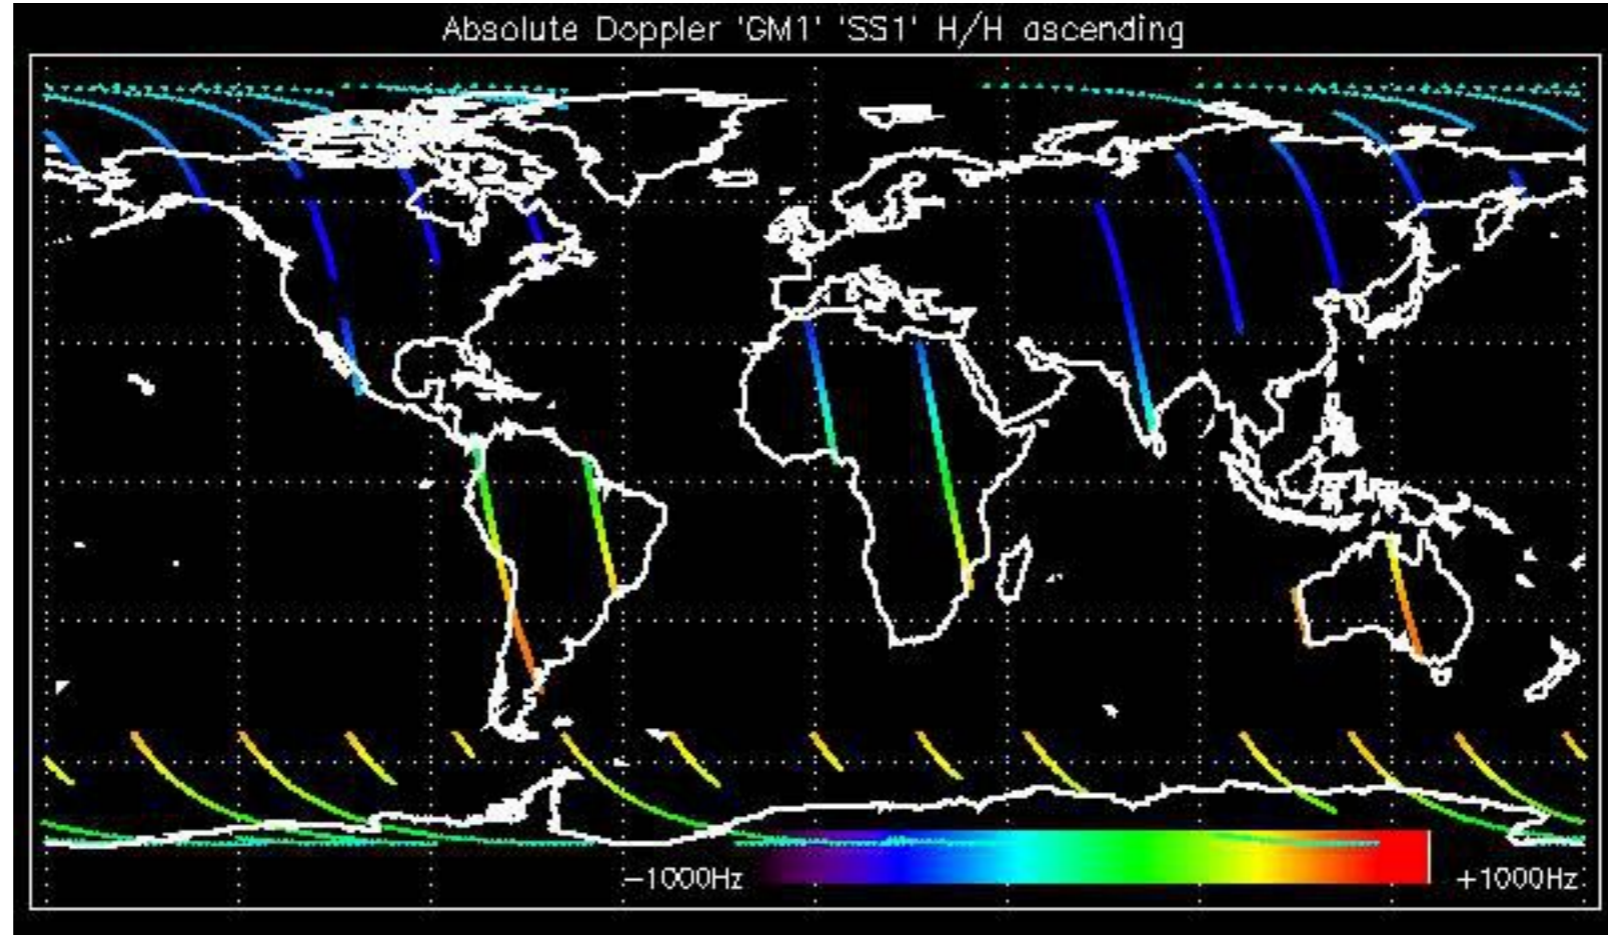 Absolute Doppler 'GM1' 'SS1' H/H ascending
−1000Hz
+1000Hz